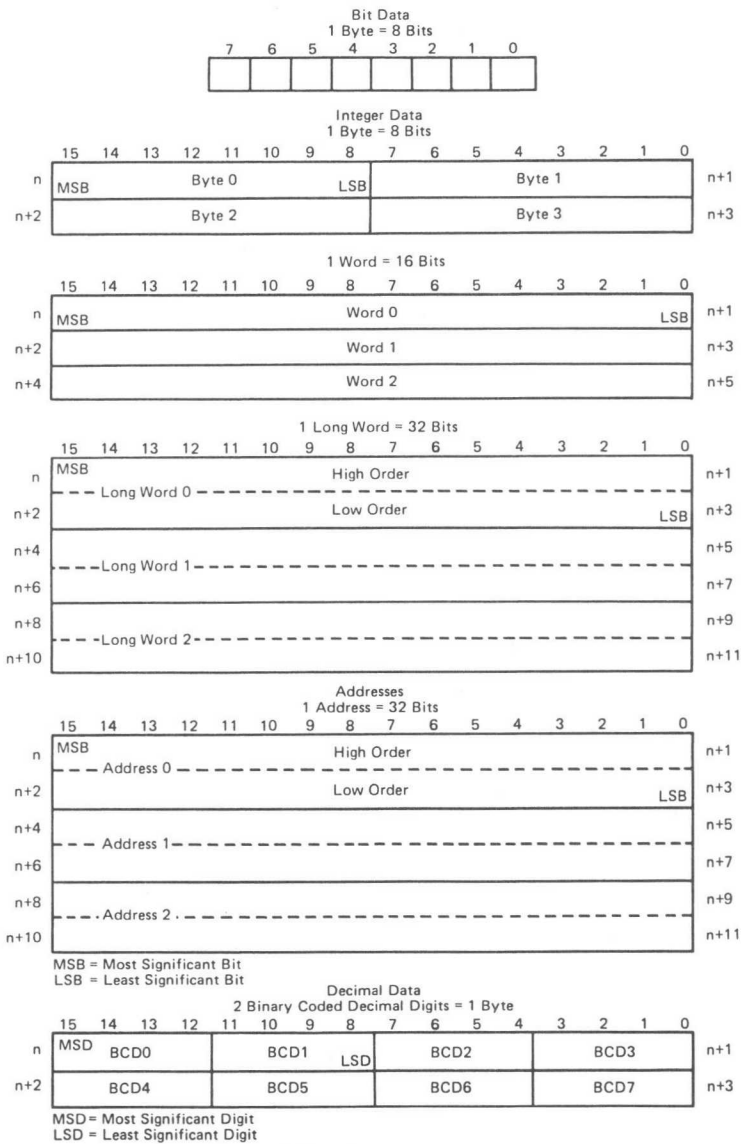 Bit Data
1 Byte = 8 Bits
7 6 5 4 3 2 1 0
Integer Data
1 Byte = 8 Bits
15 14 13 12 11 10 9 8 7 6 5 4 3 2 1 0
n MSB Byte 0 LSB Byte 1 n+1
n+2 Byte 2 Byte 3 n+3
1 Word = 16 Bits
15 14 13 12 11 10 9 8 7 6 5 4 3 2 1 0
n MSB Word 0 LSB n+1
n+2 Word 1 n+3
n+4 Word 2 n+5
1 Long Word = 32 Bits
15 14 13 12 11 10 9 8 7 6 5 4 3 2 1 0
n MSB High Order n+1
Long Word 0
n+2 Low Order LSB n+3
n+4 n+5
Long Word 1
n+6 n+7
n+8 n+9
Long Word 2
n+10 n+11
Addresses
1 Address = 32 Bits
15 14 13 12 11 10 9 8 7 6 5 4 3 2 1 0
n MSB High Order n+1
Address 0
n+2 Low Order LSB n+3
n+4 n+5
Address 1
n+6 n+7
n+8 n+9
Address 2
n+10 n+11
MSB = Most Significant Bit
LSB = Least Significant Bit
Decimal Data
2 Binary Coded Decimal Digits = 1 Byte
15 14 13 12 11 10 9 8 7 6 5 4 3 2 1 0
n MSD BCD0 BCD1 LSD BCD2 BCD3 n+1
n+2 BCD4 BCD5 BCD6 BCD7 n+3
MSD = Most Significant Digit
LSD = Least Significant Digit